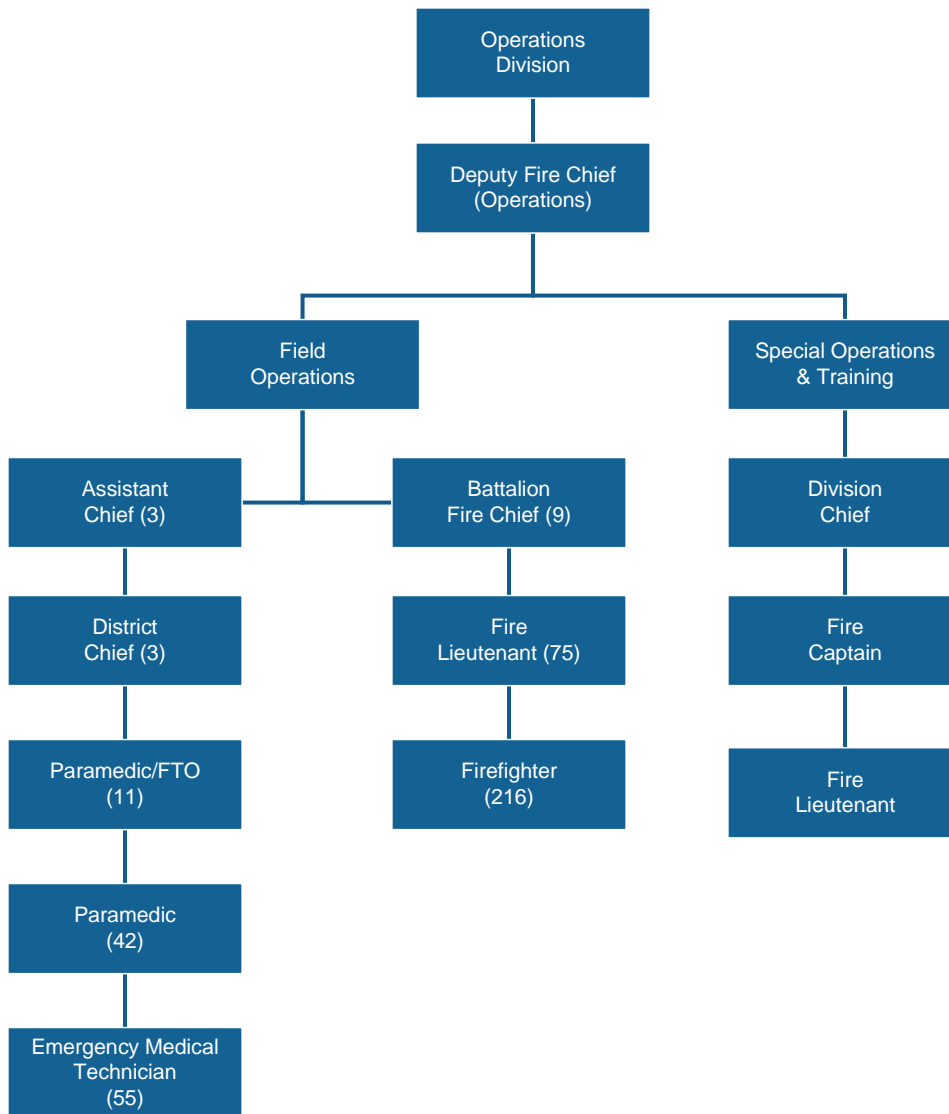 Operations
Division
Deputy Fire Chief
(Operations)
Field
Operations
Special Operations
& Training
Assistant
Chief (3)
Battalion
Fire Chief (9)
Division
Chief
District
Chief (3)
Fire
Lieutenant (75)
Fire
Captain
Paramedic/FTO
(11)
Firefighter
(216)
Fire
Lieutenant
Paramedic
(42)
Emergency Medical
Technician
(55)